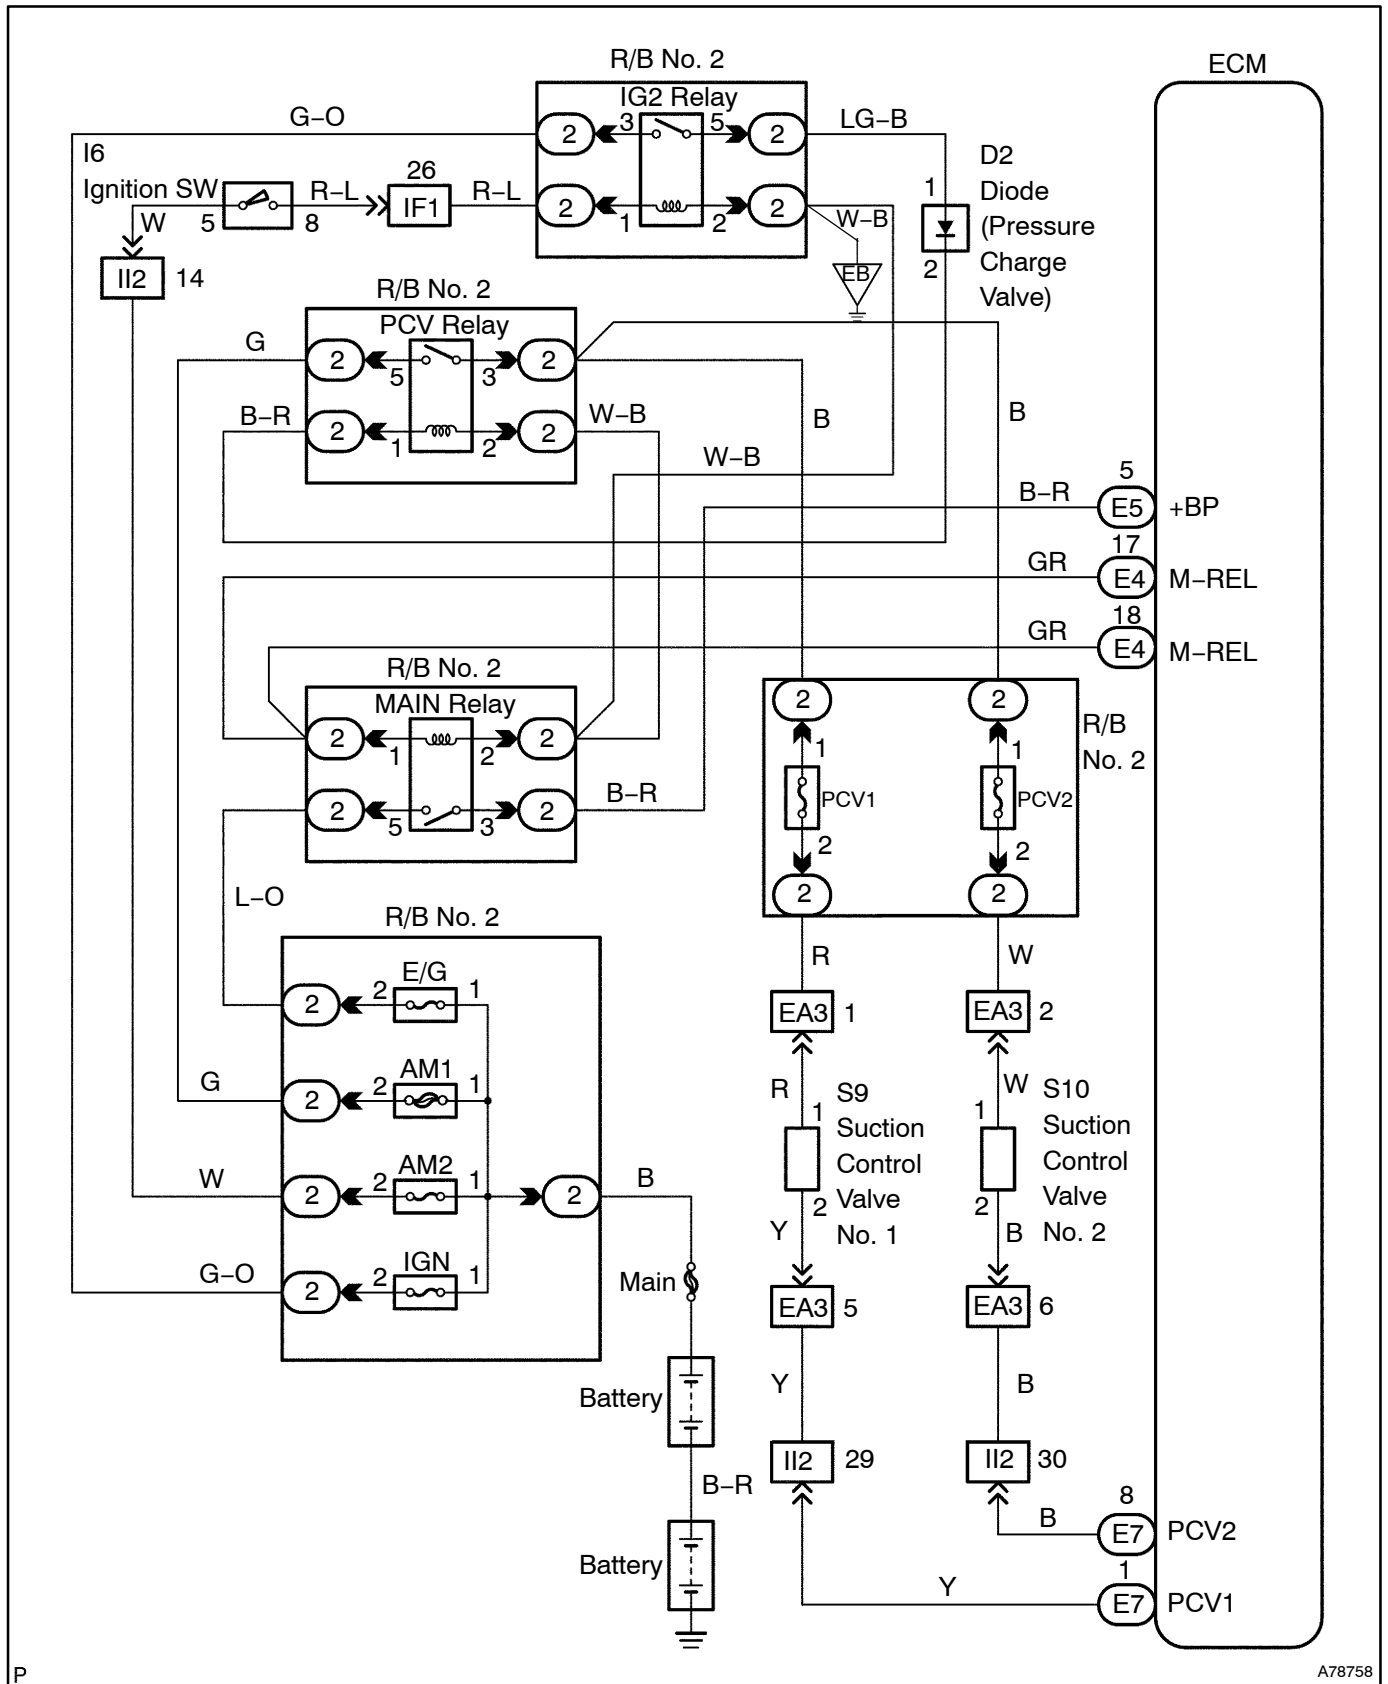 R/B No. 2
ECM
IG2 Relay
G-O
2
3
5
2
LG-B
I6
Ignition SW
26
D2
Diode
(Pressure
Charge
Valve)
1
2
R-L
IF1
R-L
2
1
2
2
W
5
8
W-B
EB
II2
14
R/B No. 2
PCV Relay
G
2
5
3
2
B-R
2
1
2
2
W-B
B
B
W-B
5
B-R
E5
+BP
17
GR
E4
M-REL
18
GR
E4
M-REL
R/B No. 2
MAIN Relay
2
1
2
2
2
5
3
2
B-R
2
2
R/B
No. 2
1
1
PCV1
PCV2
2
2
2
2
L-O
R/B No. 2
R
W
E/G
2
2
1
EA3
1
EA3
2
AM1
G
2
2
1
R
W
S9
Suction
Control
Valve
No. 1
1
2
S10
Suction
Control
Valve
No. 2
1
2
AM2
W
2
2
1
2
B
Y
B
IGN
G-O
2
2
1
Main
EA3
5
EA3
6
Battery
Y
B
II2
29
II2
30
B-R
8
B
E7
PCV2
Battery
1
Y
E7
PCV1
P
A78758